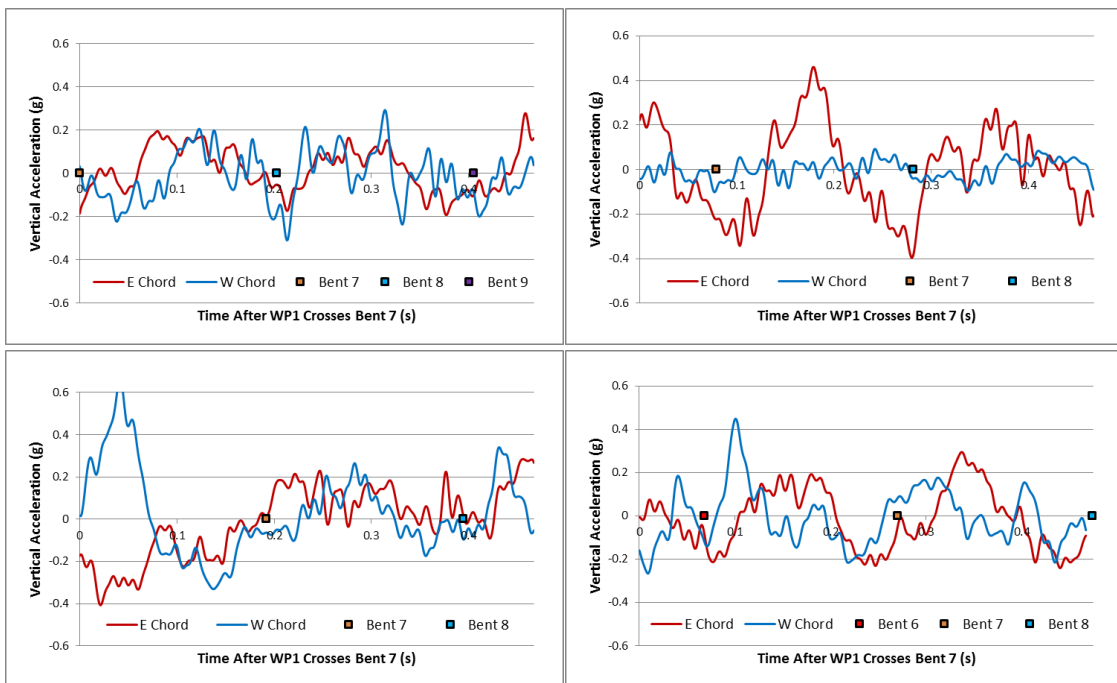 0.6
0.4
0.2
0
-0.2
-0.4
-0.6
Vertical Acceleration (g)
0 0.1 0.2 0.3 0.4
E Chord W Chord Bent 7 Bent 8 Bent 9
Time After WP1 Crosses Bent 7 (s)
0.6
0.4
0.2
0
-0.2
-0.4
-0.6
Vertical Acceleration (g)
0 0.1 0.2 0.3 0.4
E Chord W Chord Bent 7 Bent 8
Time After WP1 Crosses Bent 7 (s)
0.6
0.4
0.2
0
-0.2
-0.4
-0.6
Vertical Acceleration (g)
0 0.1 0.2 0.3 0.4
E Chord W Chord Bent 7 Bent 8
Time After WP1 Crosses Bent 7 (s)
0.6
0.4
0.2
0
-0.2
-0.4
-0.6
Vertical Acceleration (g)
0 0.1 0.2 0.3 0.4
E Chord W Chord Bent 6 Bent 7 Bent 8
Time After WP1 Crosses Bent 7 (s)